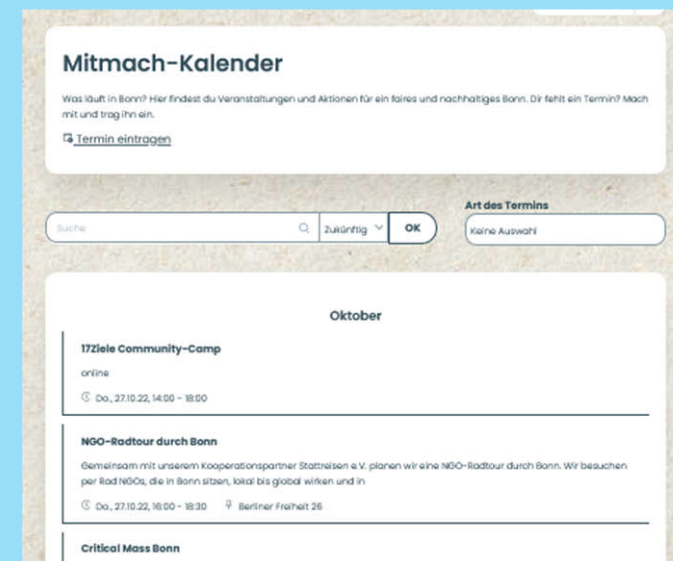 Mitmach-Kalender
Was läuft in Bonn? Hier findest du Veranstaltungen und Aktionen für ein faires und nachhaltiges Bonn. Dir fehlt ein Termin? Mach
mit und trag ihn ein.
Termin eintragen
Art des Termins
Suche
Zukünftig
OK
Keine Auswahl
Oktober
17Ziele Community-Camp
online
Do., 27.10.22, 14:00 - 18:00
NGO-Radtour durch Bonn
Gemeinsam mit unserem Kooperationspartner Stattreisen e.V. planen wir eine NGO-Radtour durch Bonn. Wir besuchen
per Rad NGOs, die in Bonn sitzen, lokal bis global wirken und in
Do., 27.10.22, 16:00 - 18:30 Berliner Freiheit 26
Critical Mass Bonn